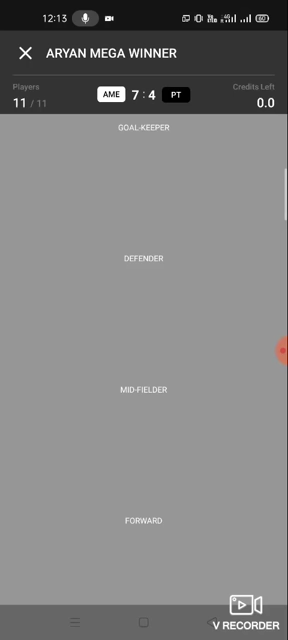 12:13
60
ARYAN MEGA WINNER
Players
Credits Left
11 / 11
AME 7 : 4 PT
0.0
GOAL-KEEPER
DEFENDER
MID-FIELDER
FORWARD
V RECORDER